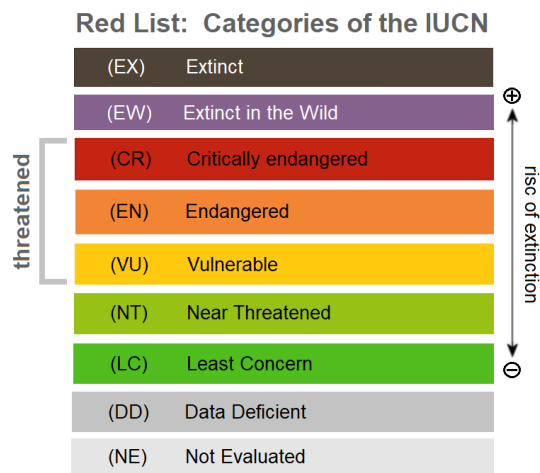 Red List: Categories of the IUCN
(EX) Extinct
(EW) Extinct in the Wild
(CR) Critically endangered
(EN) Endangered
(VU) Vulnerable
(NT) Near Threatened
(LC) Least Concern
(DD) Data Deficient
(NE) Not Evaluated
threatened
+
risc of extinction
−